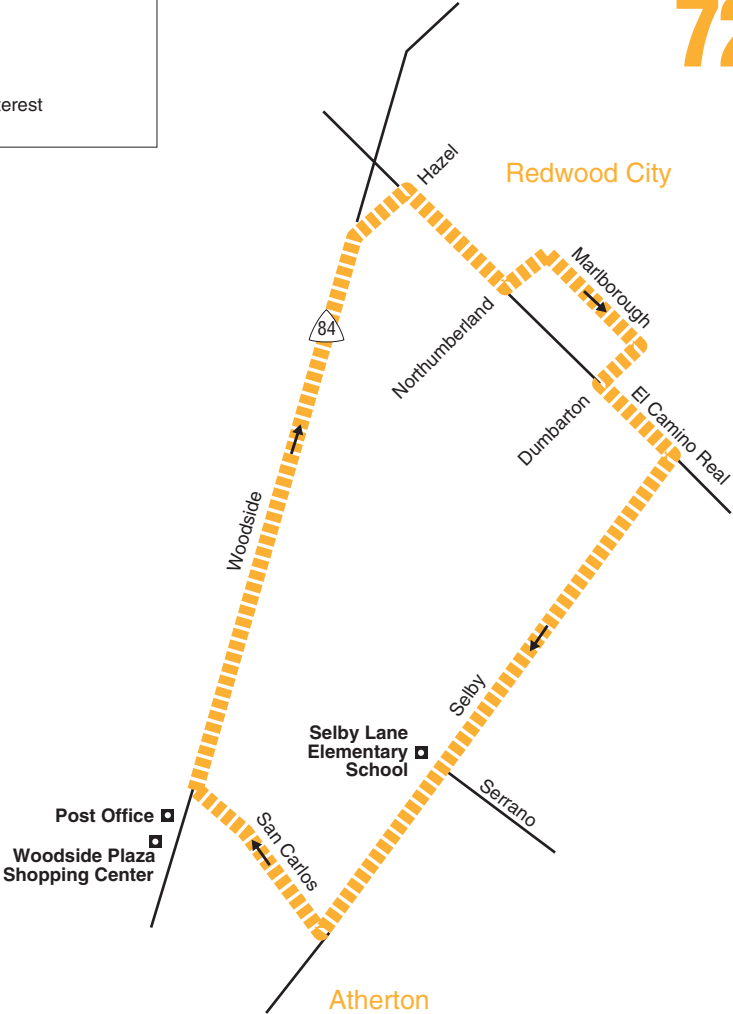 72
Hazel
Redwood City
Marlborough
84
Northumberland
Dumbarton
El Camino Real
Woodside
Selby
Selby Lane
Elementary
School
Serrano
Post Office
San Carlos
Woodside Plaza
Shopping Center
Atherton